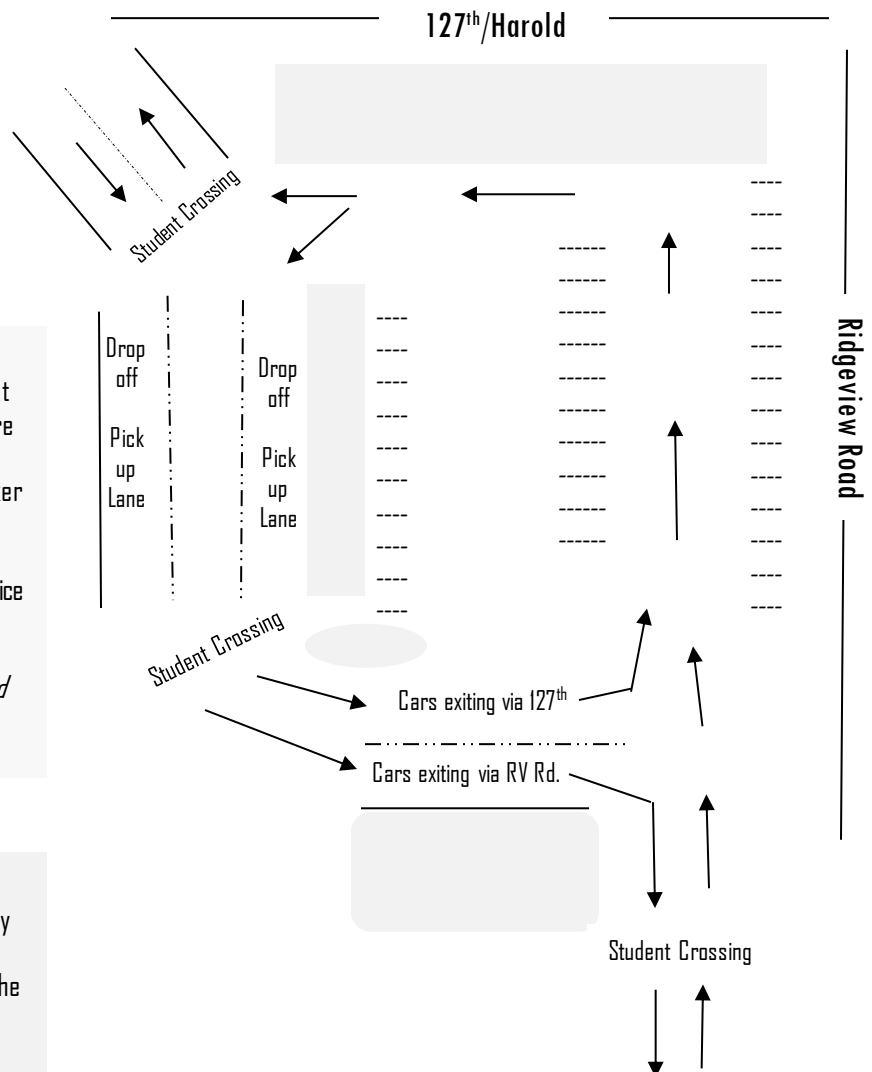 127th/Harold
Student Crossing
Drop
off
Pick
up
Lane
Drop
off
Pick
up
Lane
Ridgeview Road
Student Crossing
Cars exiting via 127th
Cars exiting via RV Rd.
Student Crossing